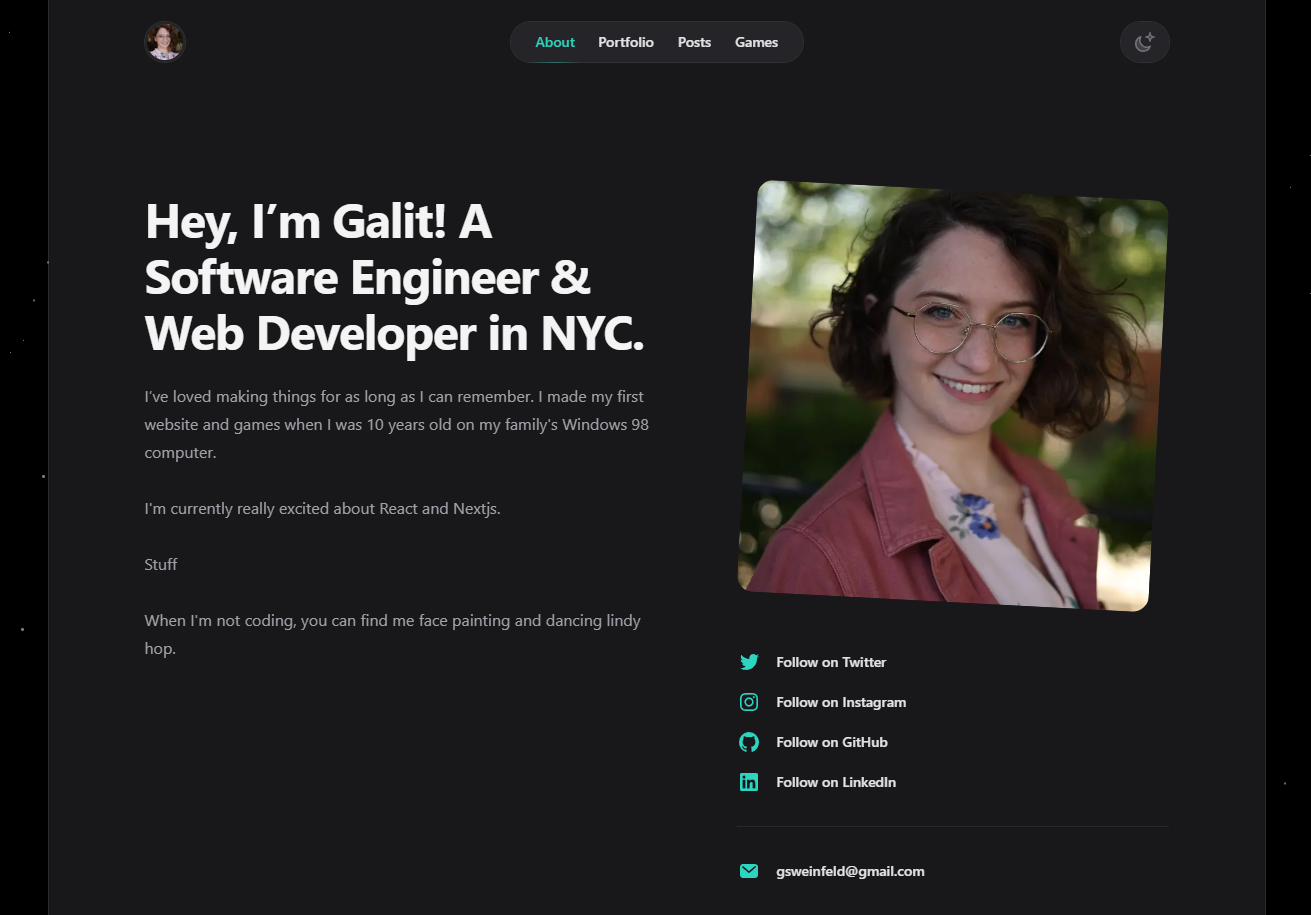 About Portfolio Posts Games
Hey, I’m Galit! A
Software Engineer &
Web Developer in NYC.
I’ve loved making things for as long as I can remember. I made my first
website and games when I was 10 years old on my family's Windows 98
computer.
I'm currently really excited about React and Nextjs.
Stuff
When I'm not coding, you can find me face painting and dancing lindy
hop.
Follow on Twitter
Follow on Instagram
Follow on GitHub
Follow on LinkedIn
gsweinfeld@gmail.com